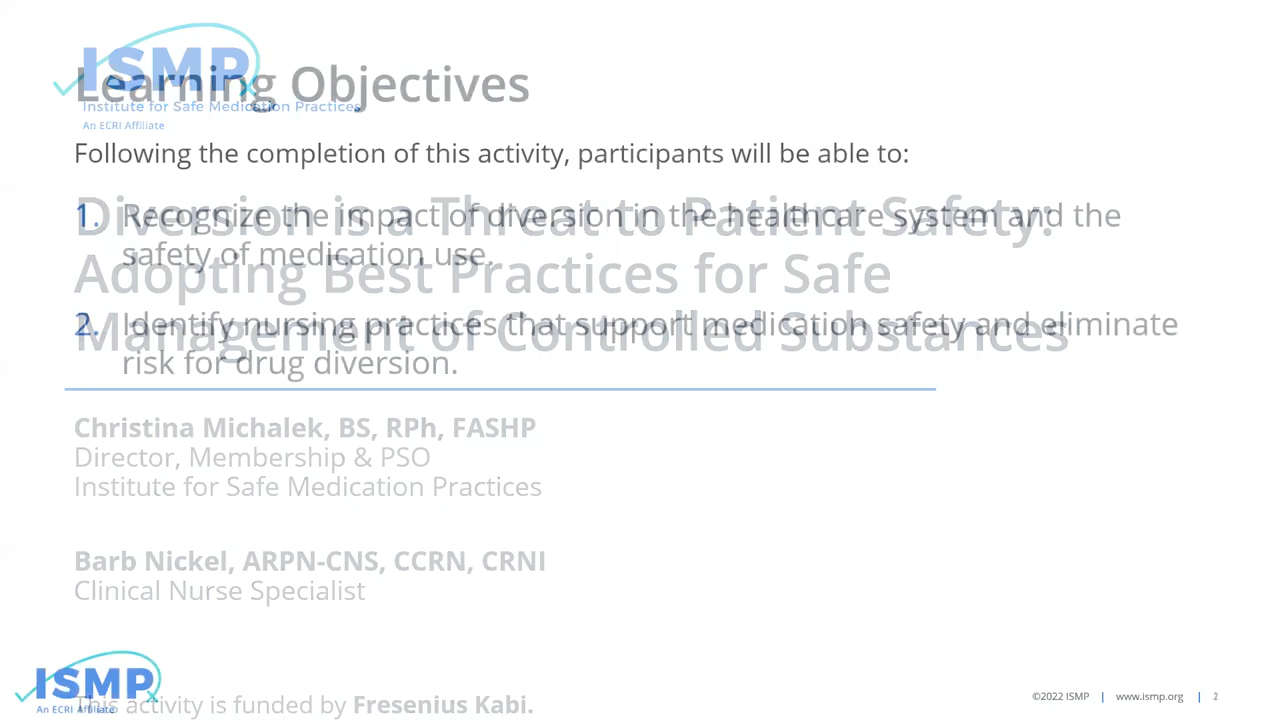 ISMP
Institute for Safe Medication Practices
An ECRI Affiliate
Learning Objectives
Following the completion of this activity, participants will be able to:
1. Recognize the impact of diversion in the healthcare system and the
safety of medication use.
2. Identify nursing practices that support medication safety and eliminate
risk for drug diversion.
Diversion is a Threat to Patient Safety:
Adopting Best Practices for Safe
Management of Controlled Substances
Christina Michalek, BS, RPh, FASHP
Director, Membership & PSO
Institute for Safe Medication Practices
Barb Nickel, ARPN-CNS, CCRN, CRNI
Clinical Nurse Specialist
This activity is funded by Fresenius Kabi.
ISMP
An ECRI Affiliate
©2022 ISMP | www.ismp.org | 2